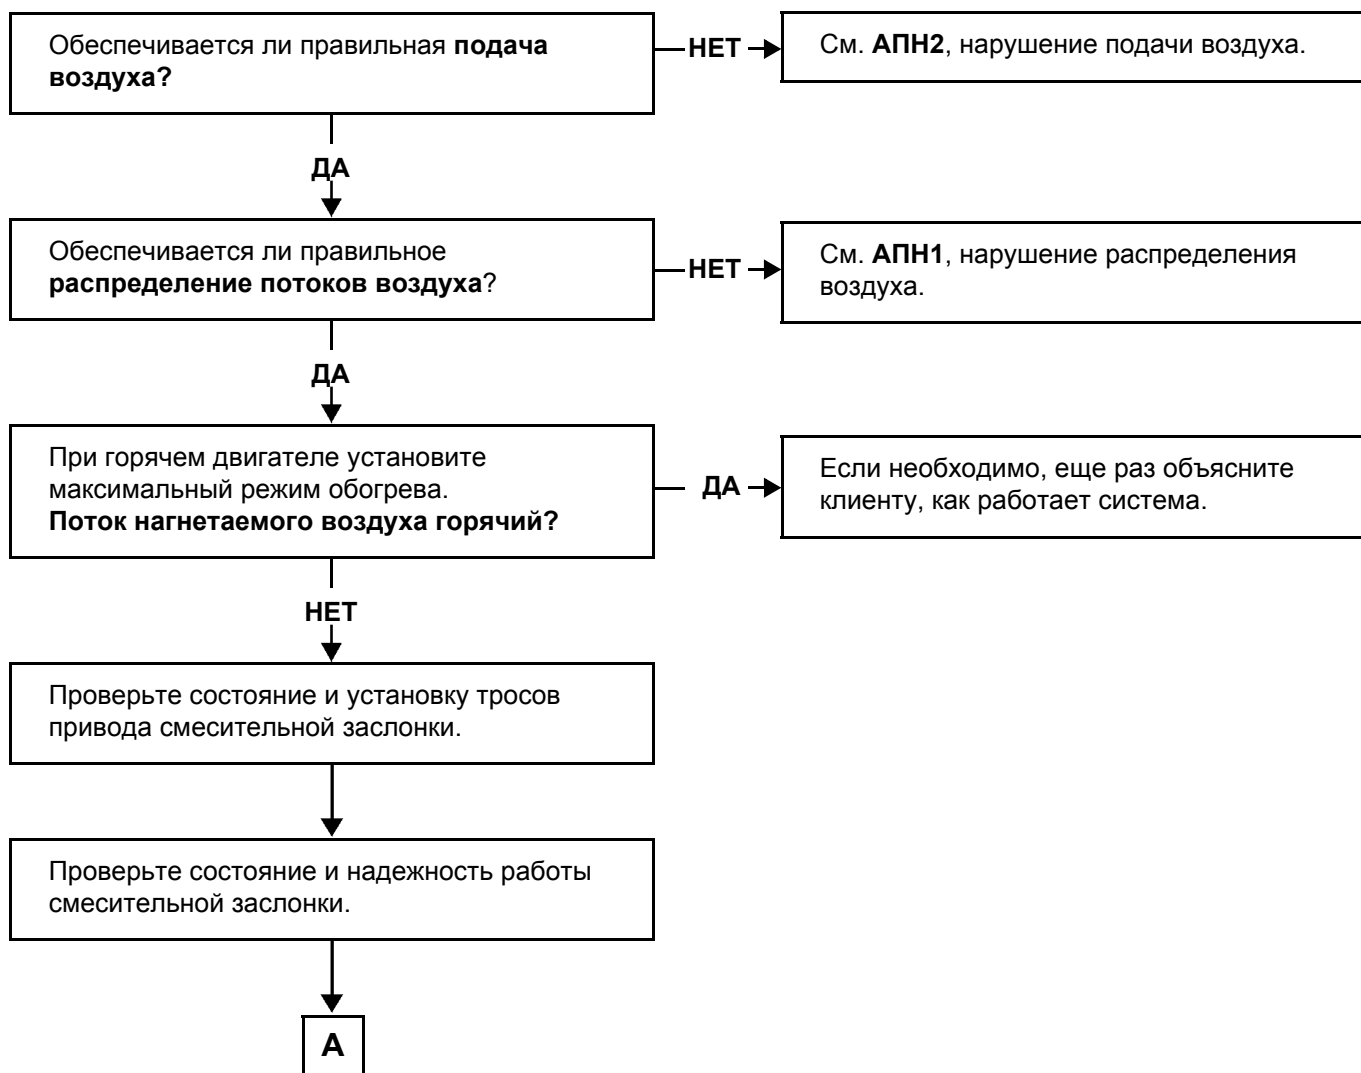 Обеспечивается ли правильная подача
воздуха?
НЕТ
См. АПН2, нарушение подачи воздуха.
ДА
Обеспечивается ли правильное
распределение потоков воздуха?
НЕТ
См. АПН1, нарушение распределения
воздуха.
ДА
При горячем двигателе установите
максимальный режим обогрева.
Поток нагнетаемого воздуха горячий?
ДА
Если необходимо, еще раз объясните
клиенту, как работает система.
НЕТ
Проверьте состояние и установку тросов
привода смесительной заслонки.
Проверьте состояние и надежность работы
смесительной заслонки.
А